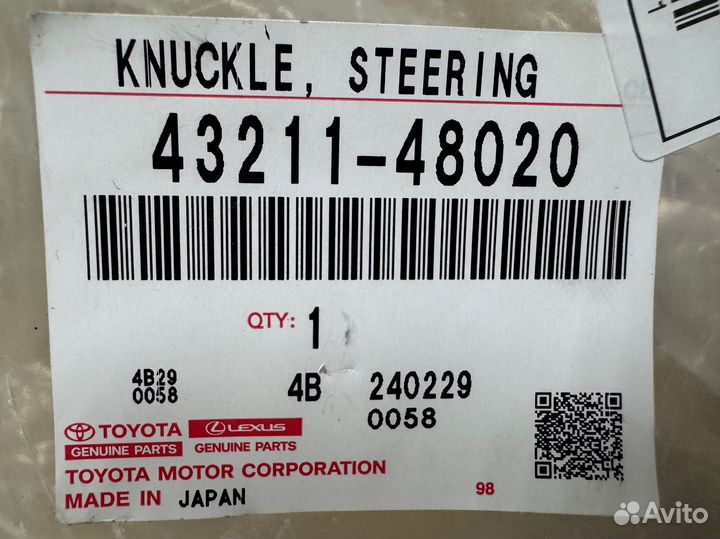 KNUCKLE, STEERING
43211-48020
QTY: 1
4B29 4B 240229
0058 0058
TOYOTA LEXUS
GENUINE PARTS GENUINE PARTS
TOYOTA MOTOR CORPORATION
MADE IN JAPAN 98
Avito